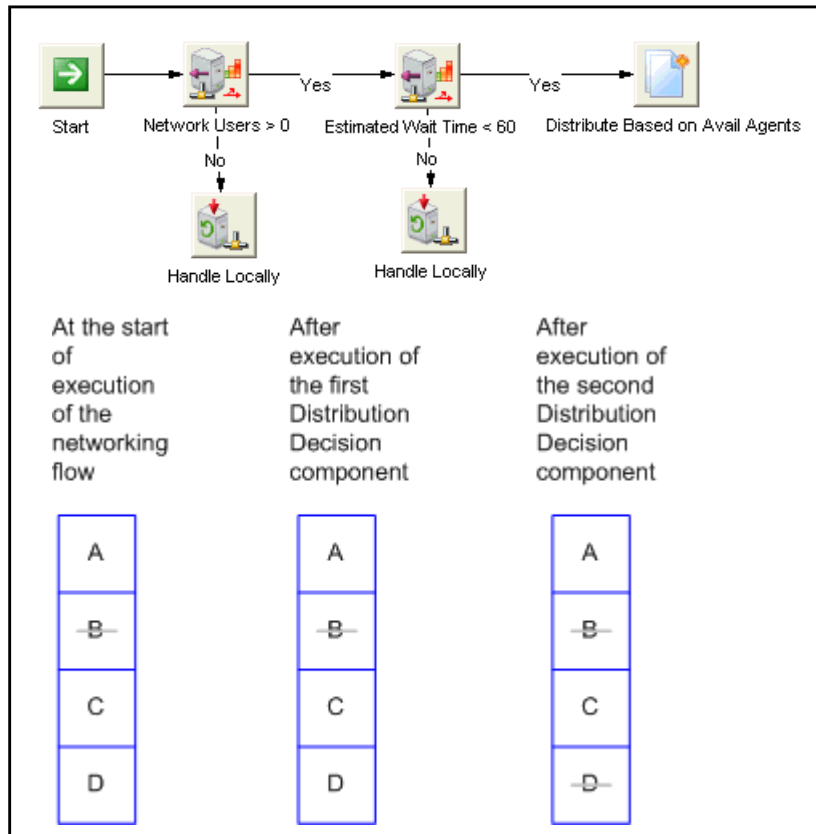 Yes
Yes
Start
Network Users > 0
Estimated Wait Time < 60
Distribute Based on Avail Agents
No
No
Handle Locally
Handle Locally
At the start
of
execution
of the
networking
flow
After
execution of
the first
Distribution
Decision
component
After
execution of
the second
Distribution
Decision
component
A
B
C
D
A
B
C
D
A
B
C
D